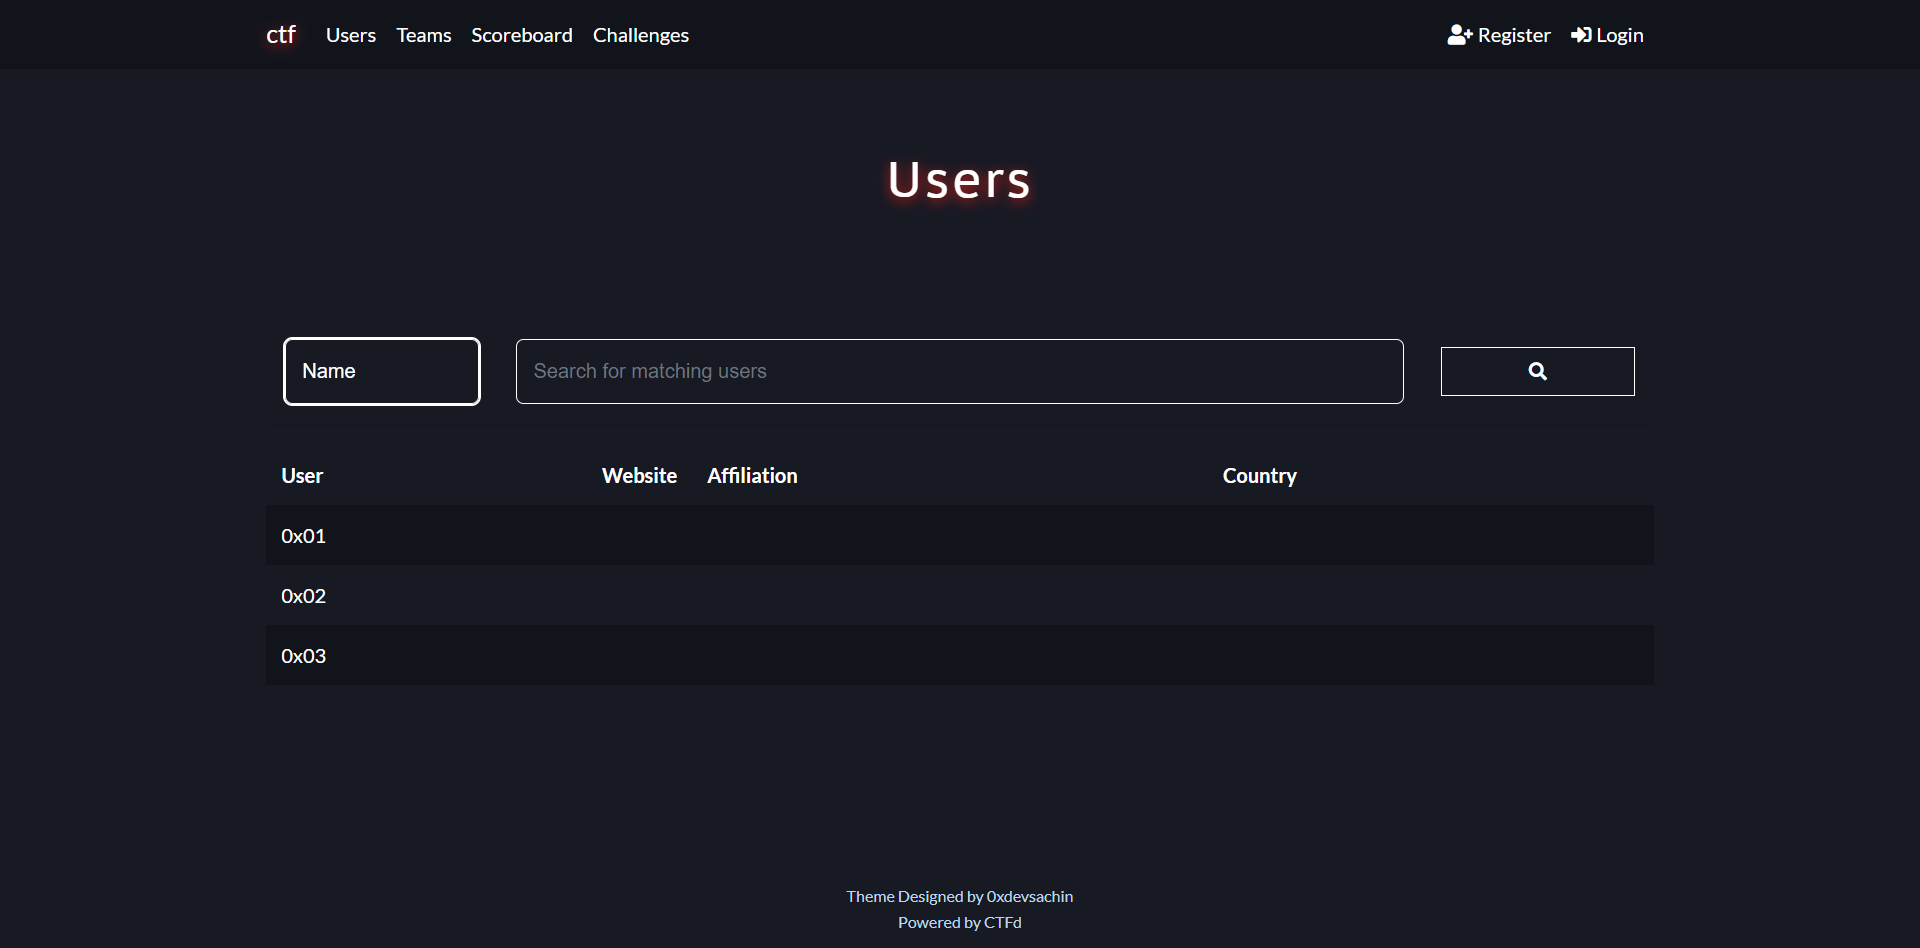 ctf Users Teams Scoreboard Challenges Register Login
Users
Name Search for matching users
User Website Affiliation Country
0x01
0x02
0x03
Theme Designed by 0xdevsachin
Powered by CTFd